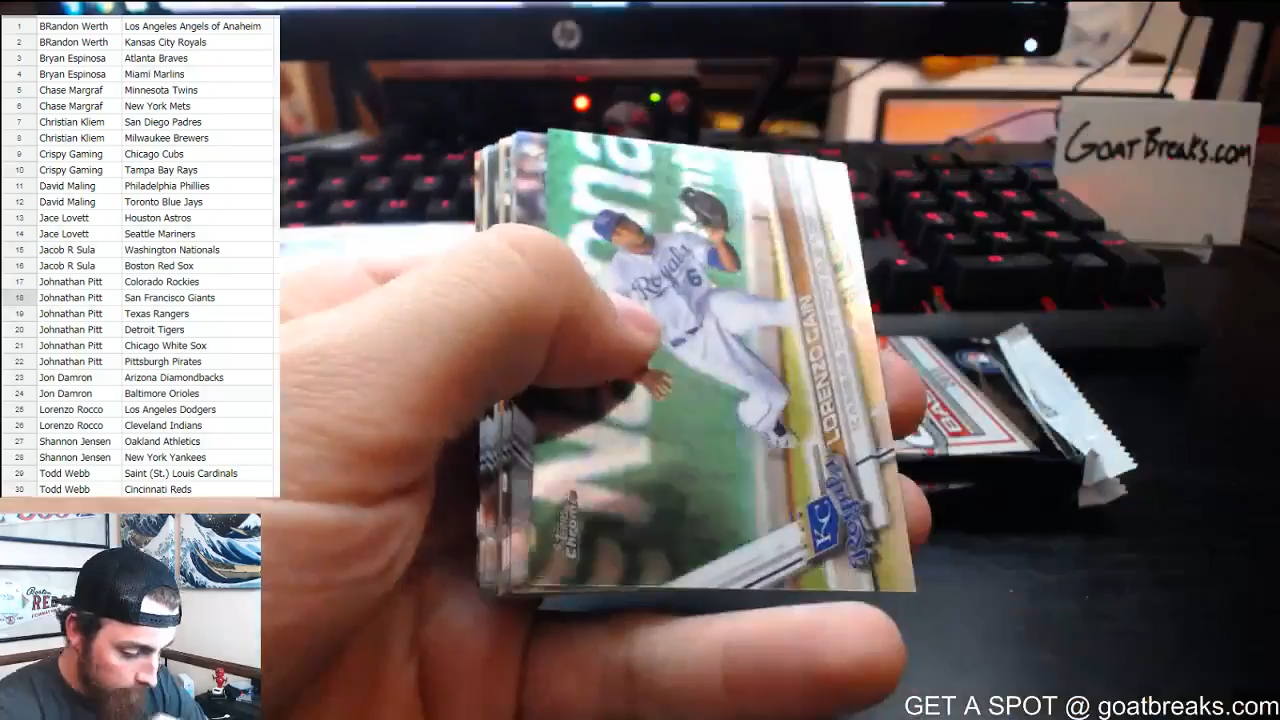 1 BRandon Werth Los Angeles Angels of Anaheim
2 BRandon Werth Kansas City Royals
3 Bryan Espinosa Atlanta Braves
4 Bryan Espinosa Miami Marlins
5 Chase Margraf Minnesota Twins
6 Chase Margraf New York Mets
7 Christian Kliem San Diego Padres
8 Christian Kliem Milwaukee Brewers
9 Crispy Gaming Chicago Cubs
10 Crispy Gaming Tampa Bay Rays
11 David Maling Philadelphia Phillies
12 David Maling Toronto Blue Jays
13 Jace Lovett Houston Astros
14 Jace Lovett Seattle Mariners
15 Jacob R Sula Washington Nationals
16 Jacob R Sula Boston Red Sox
17 Johnathan Pitt Colorado Rockies
18 Johnathan Pitt San Francisco Giants
19 Johnathan Pitt Texas Rangers
20 Johnathan Pitt Detroit Tigers
21 Johnathan Pitt Chicago White Sox
22 Johnathan Pitt Pittsburgh Pirates
23 Jon Damron Arizona Diamondbacks
24 Jon Damron Baltimore Orioles
25 Lorenzo Rocco Los Angeles Dodgers
26 Lorenzo Rocco Cleveland Indians
27 Shannon Jensen Oakland Athletics
28 Shannon Jensen New York Yankees
29 Todd Webb Saint (St.) Louis Cardinals
30 Todd Webb Cincinnati Reds
hp
GoatBreaks.com
Royals
6
LORENZO CAIN
KC
Royals
Topps
Chrome
Boston
RED
GET A SPOT @ goatbreaks.com